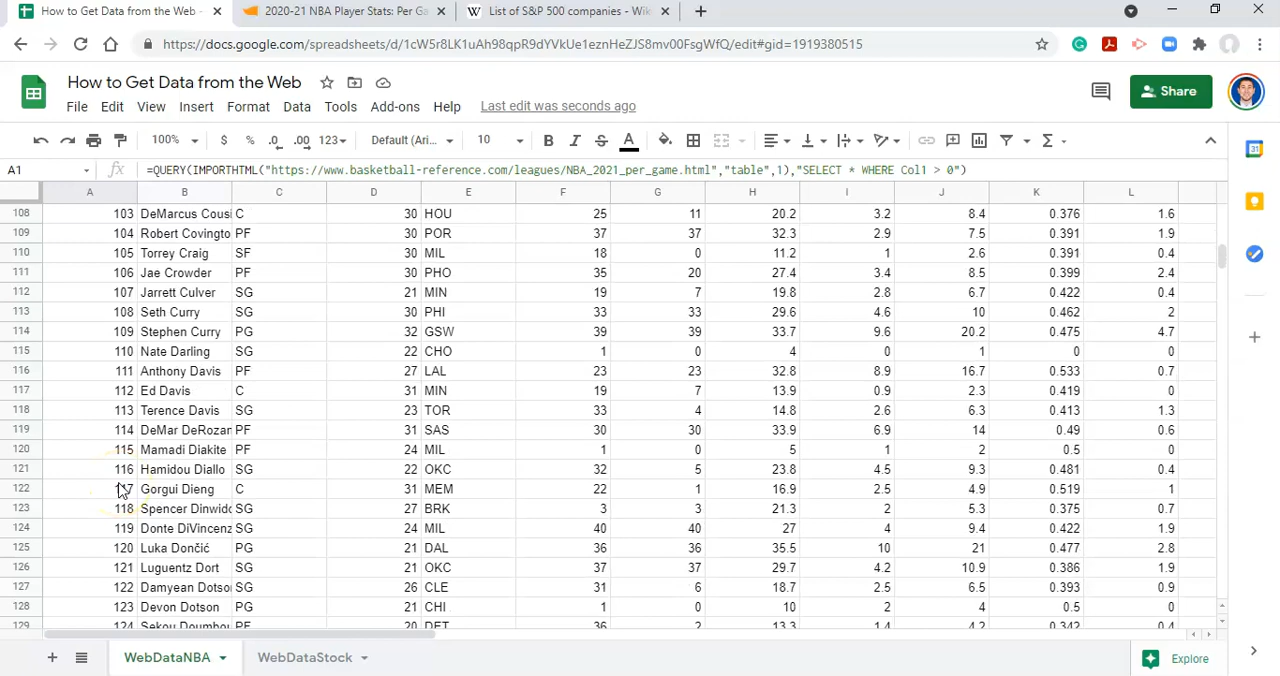 How to Get Data from the Web -
2020-21 NBA Player Stats: Per Ga
List of S&P 500 companies - Wik
https://docs.google.com/spreadsheets/d/1cW5r8LK1uAh98qpR9dYVkUe1eznHeZJS8mv00FsgWfQ/edit#gid=1919380515
How to Get Data from the Web
File Edit View Insert Format Data Tools Add-ons Help Last edit was seconds ago
Share
100% $ % .0 .00 123 Default (Ari... 10 B I S A
A1 fx =QUERY(IMPORTHTML("https://www.basketball-reference.com/leagues/NBA_2021_per_game.html","table",1),"SELECT * WHERE Col1 > 0")
A B C D E F G H I J K L
108 103 DeMarcus Cousi C 30 HOU 25 11 20.2 3.2 8.4 0.376 1.6
109 104 Robert Covingto PF 30 POR 37 37 32.3 2.9 7.5 0.391 1.9
110 105 Torrey Craig SF 30 MIL 18 0 11.2 1 2.6 0.391 0.4
111 106 Jae Crowder PF 30 PHO 35 20 27.4 3.4 8.5 0.399 2.4
112 107 Jarrett Culver SG 21 MIN 19 7 19.8 2.8 6.7 0.422 0.4
113 108 Seth Curry SG 30 PHI 33 33 29.6 4.6 10 0.462 2
114 109 Stephen Curry PG 32 GSW 39 39 33.7 9.6 20.2 0.475 4.7
115 110 Nate Darling SG 22 CHO 1 0 4 0 1 0 0
116 111 Anthony Davis PF 27 LAL 23 23 32.8 8.9 16.7 0.533 0.7
117 112 Ed Davis C 31 MIN 19 7 13.9 0.9 2.3 0.419 0
118 113 Terence Davis SG 23 TOR 33 4 14.8 2.6 6.3 0.413 1.3
119 114 DeMar DeRozan PF 31 SAS 30 30 33.9 6.9 14 0.49 0.6
120 115 Mamadi Diakite PF 24 MIL 1 0 5 1 2 0.5 0
121 116 Hamidou Diallo SG 22 OKC 32 5 23.8 4.5 9.3 0.481 0.4
122 117 Gorgui Dieng C 31 MEM 22 1 16.9 2.5 4.9 0.519 1
123 118 Spencer Dinwidd SG 27 BRK 3 3 21.3 2 5.3 0.375 0.7
124 119 Donte DiVincenz SG 24 MIL 40 40 27 4 9.4 0.422 1.9
125 120 Luka Dončić PG 21 DAL 36 36 35.5 10 21 0.477 2.8
126 121 Luguentz Dort SG 21 OKC 37 37 29.7 4.2 10.9 0.386 1.9
127 122 Damyean Dotson SG 26 CLE 31 6 18.7 2.5 6.5 0.393 0.9
128 123 Devon Dotson PG 21 CHI 1 0 10 2 4 0.5 0
129 124 Sekou Doumbou PF 20 DET 36 2 13.3 1.4 4.2 0.342 0.4
WebDataNBA WebDataStock Explore